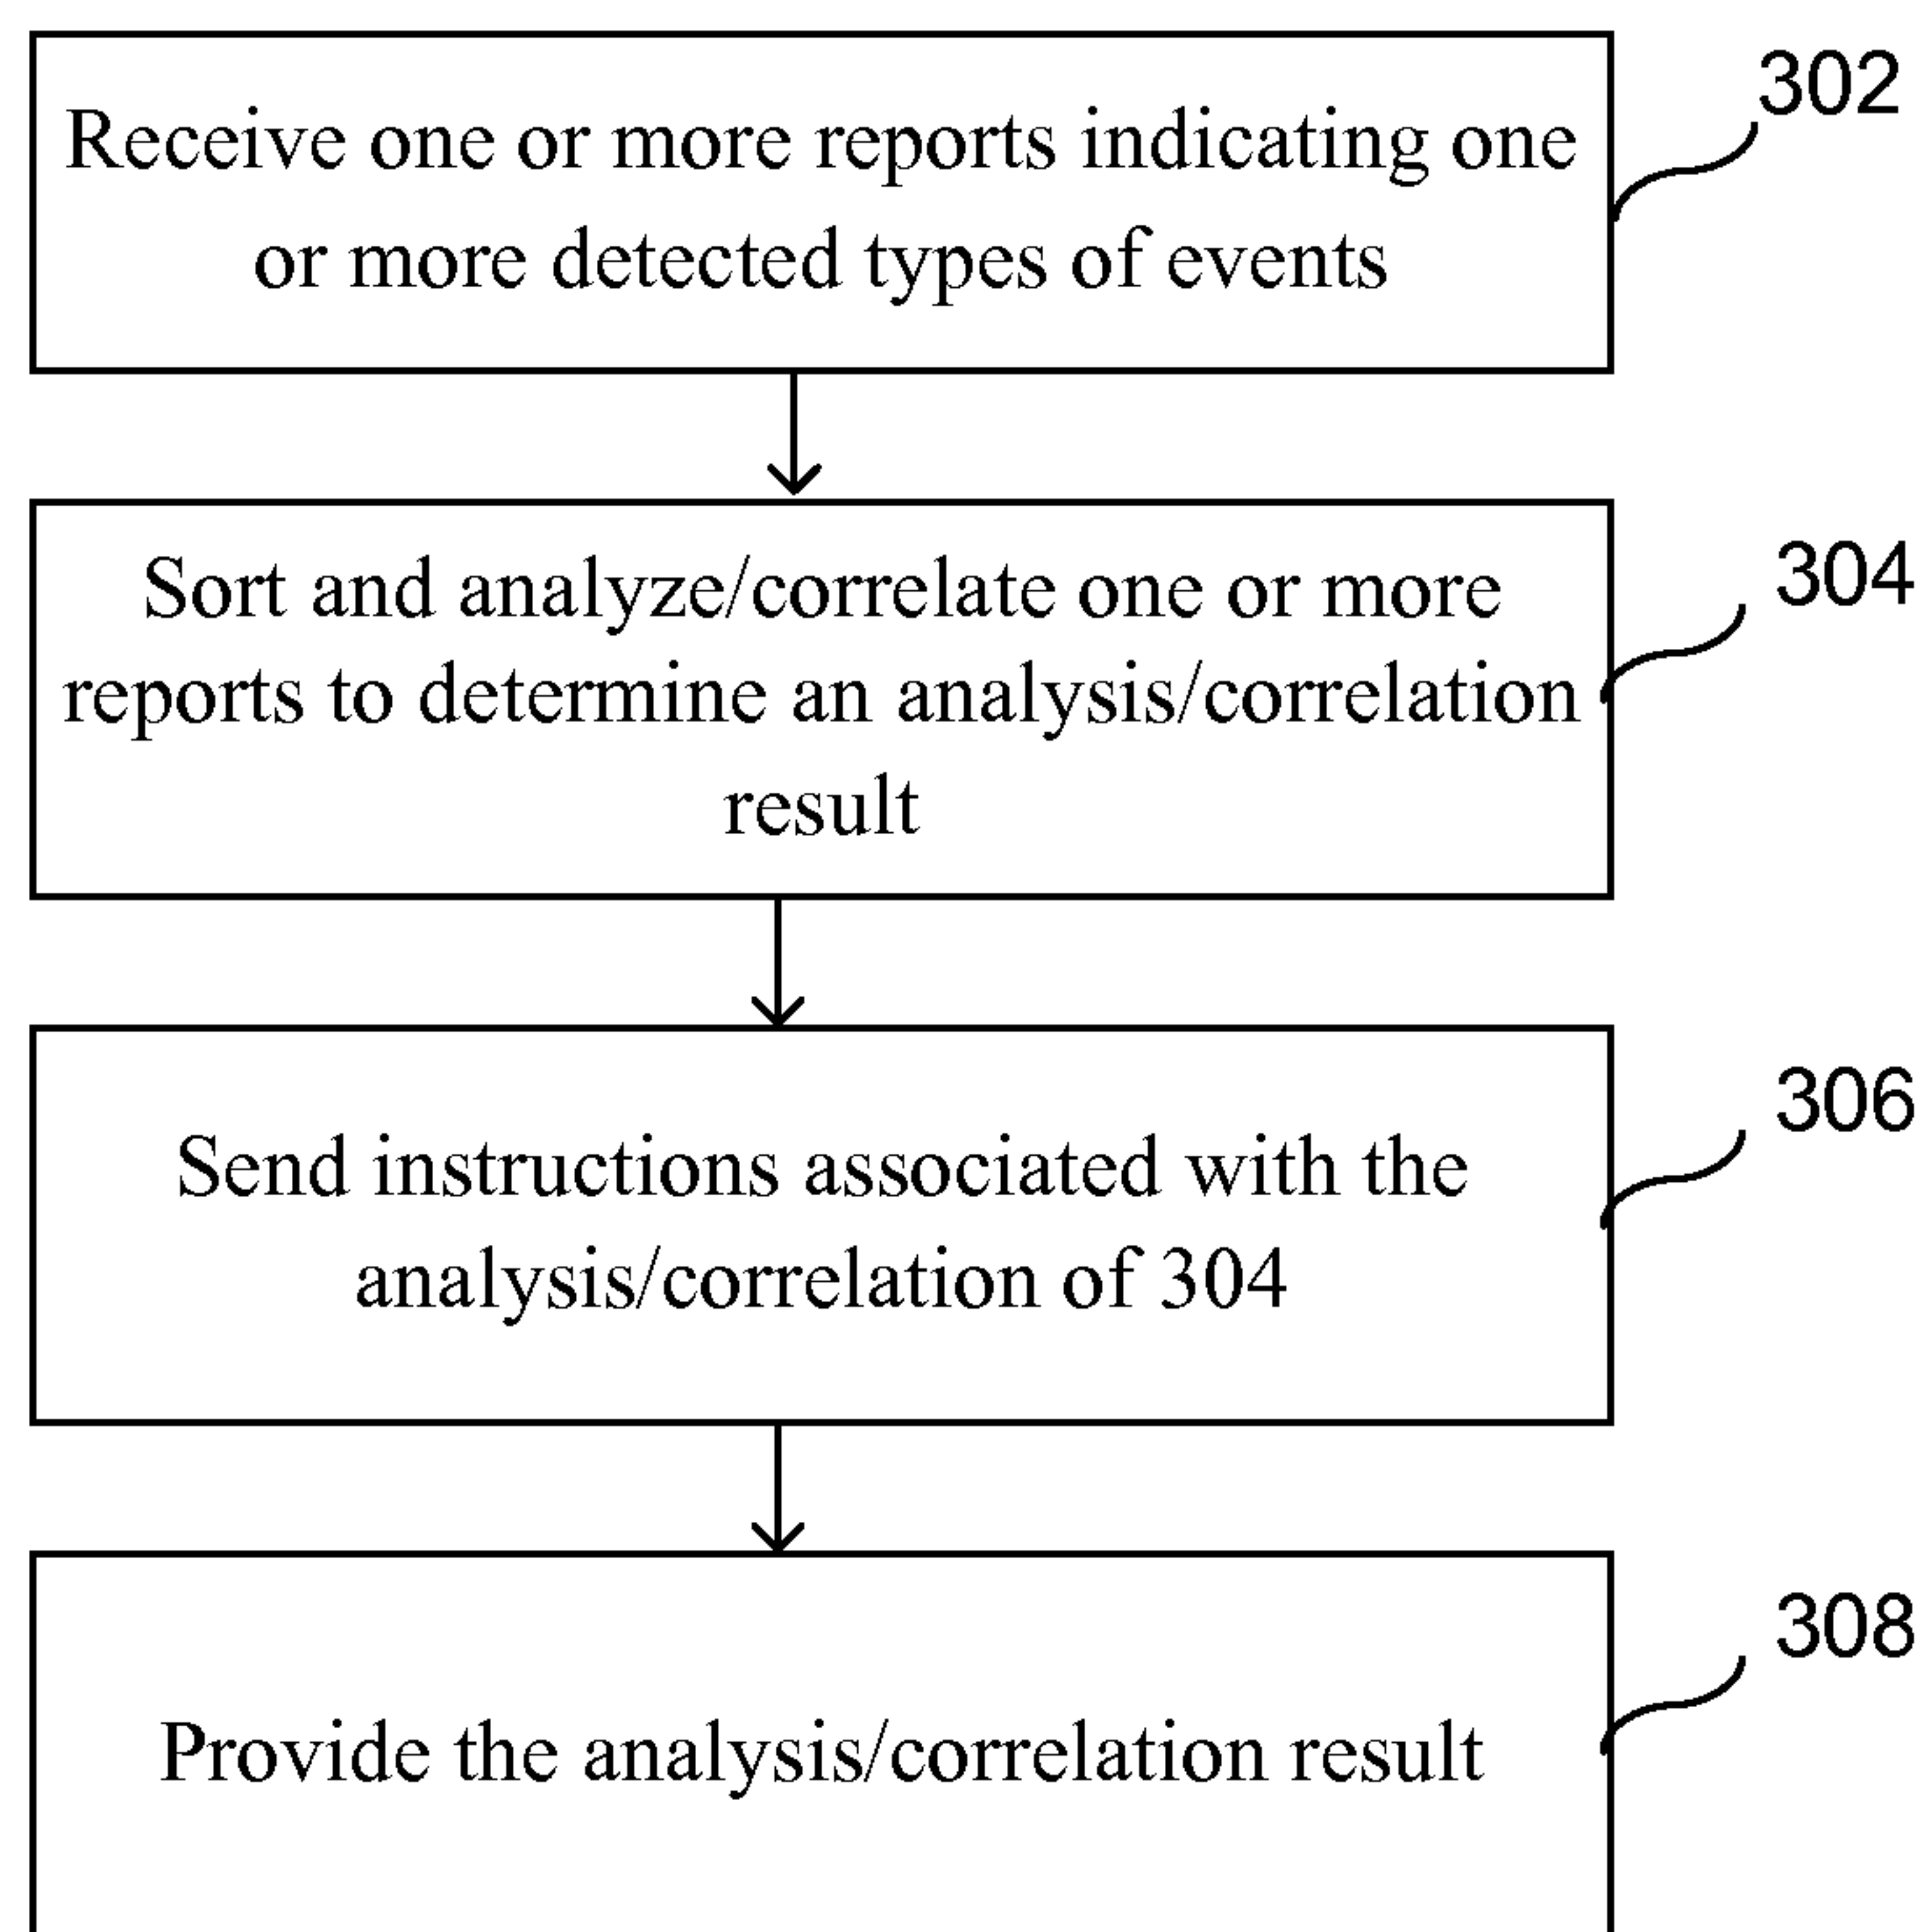 302
Receive one or more reports indicating one
or more detected types of events
304
Sort and analyze/correlate one or more
reports to determine an analysis/correlation
result
306
Send instructions associated with the
analysis/correlation of 304
308
Provide the analysis/correlation result